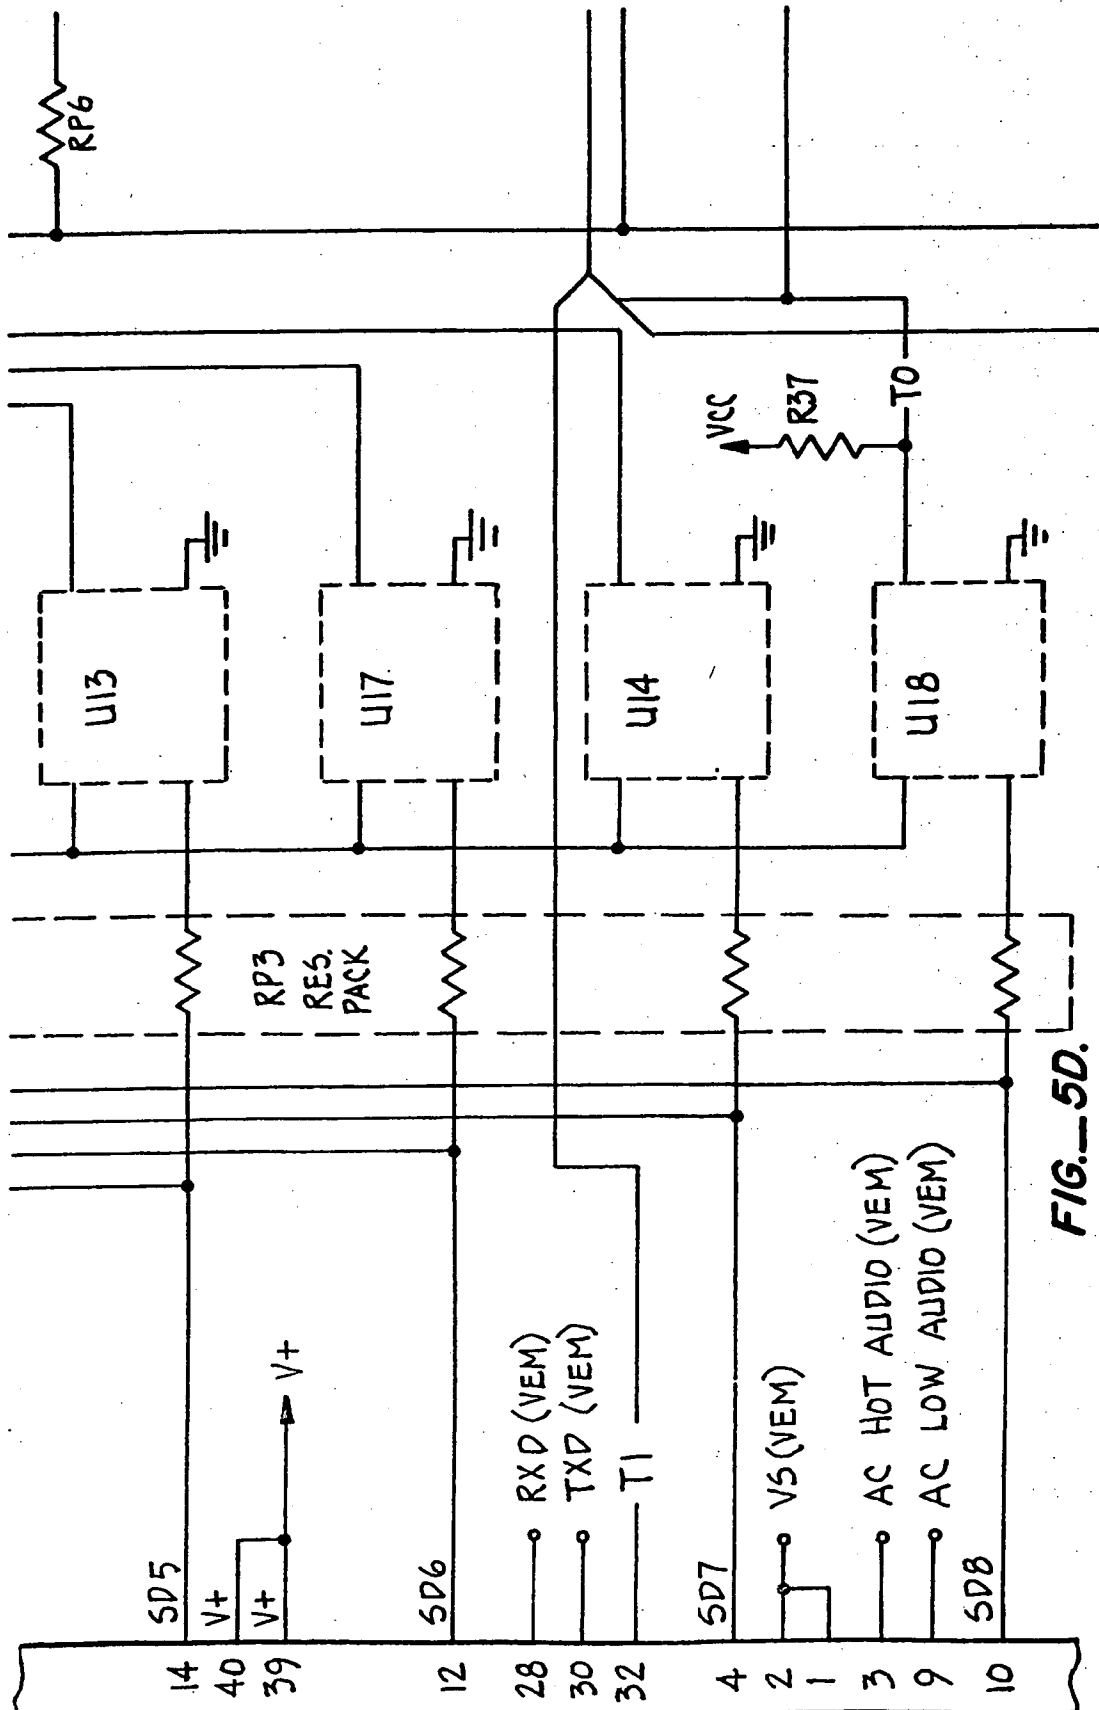 14
SD5
40
V+
39
V+
V+
12
SD6
28
RXD (VEM)
30
TXD (VEM)
32
T1
4
SD7
2
VS (VEM)
1
3
AC HOT AUDIO (VEM)
9
AC LOW AUDIO (VEM)
10
SD8
RP3
RES.
PACK
U13
U17
U14
U18
VCC
R37
TO
RP6
FIG._5D.